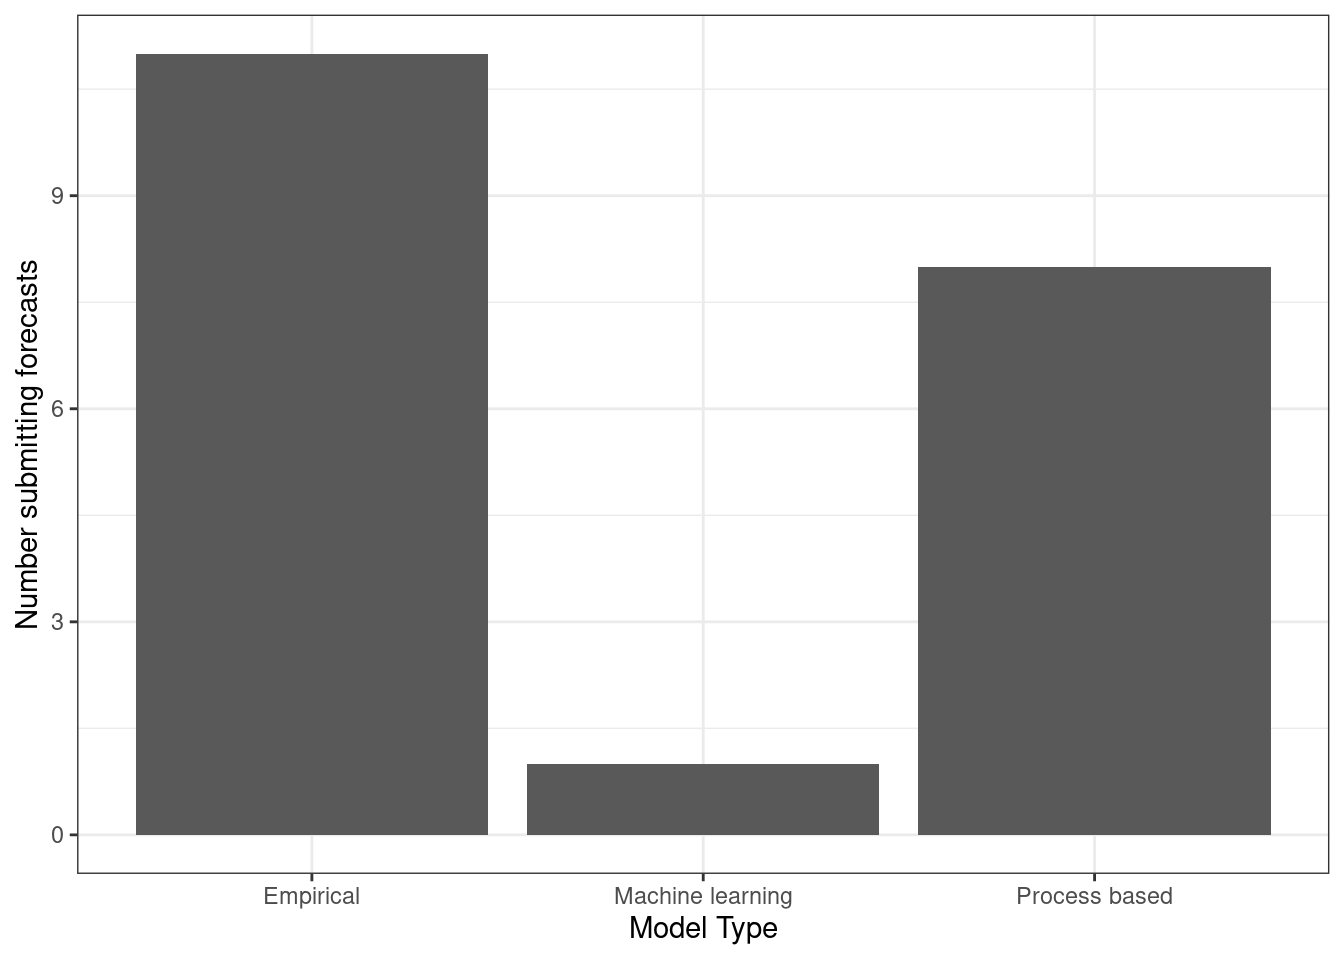 Number submitting forecasts
9
6
3
0
Empirical
Machine learning
Process based
Model Type